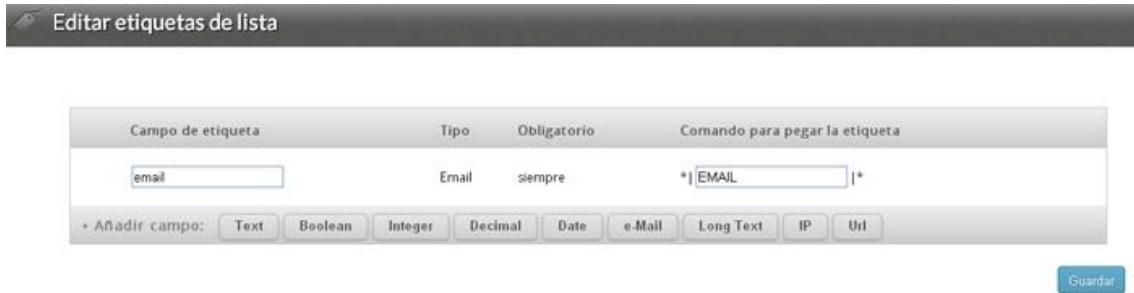 Editar etiquetas de lista
Campo de etiqueta Tipo Obligatorio Comando para pegar la etiqueta
email Email siempre *| EMAIL |*
+ Añadir campo: Text Boolean Integer Decimal Date e-Mail Long Text IP Url
Guardar